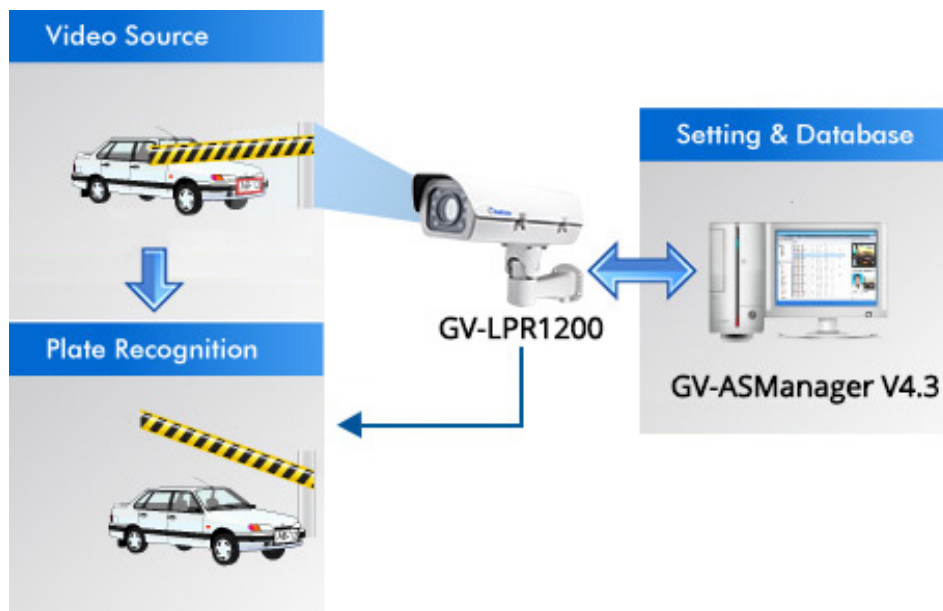 Video Source
Setting & Database
GV-LPR1200
Plate Recognition
GV-ASManager V4.3